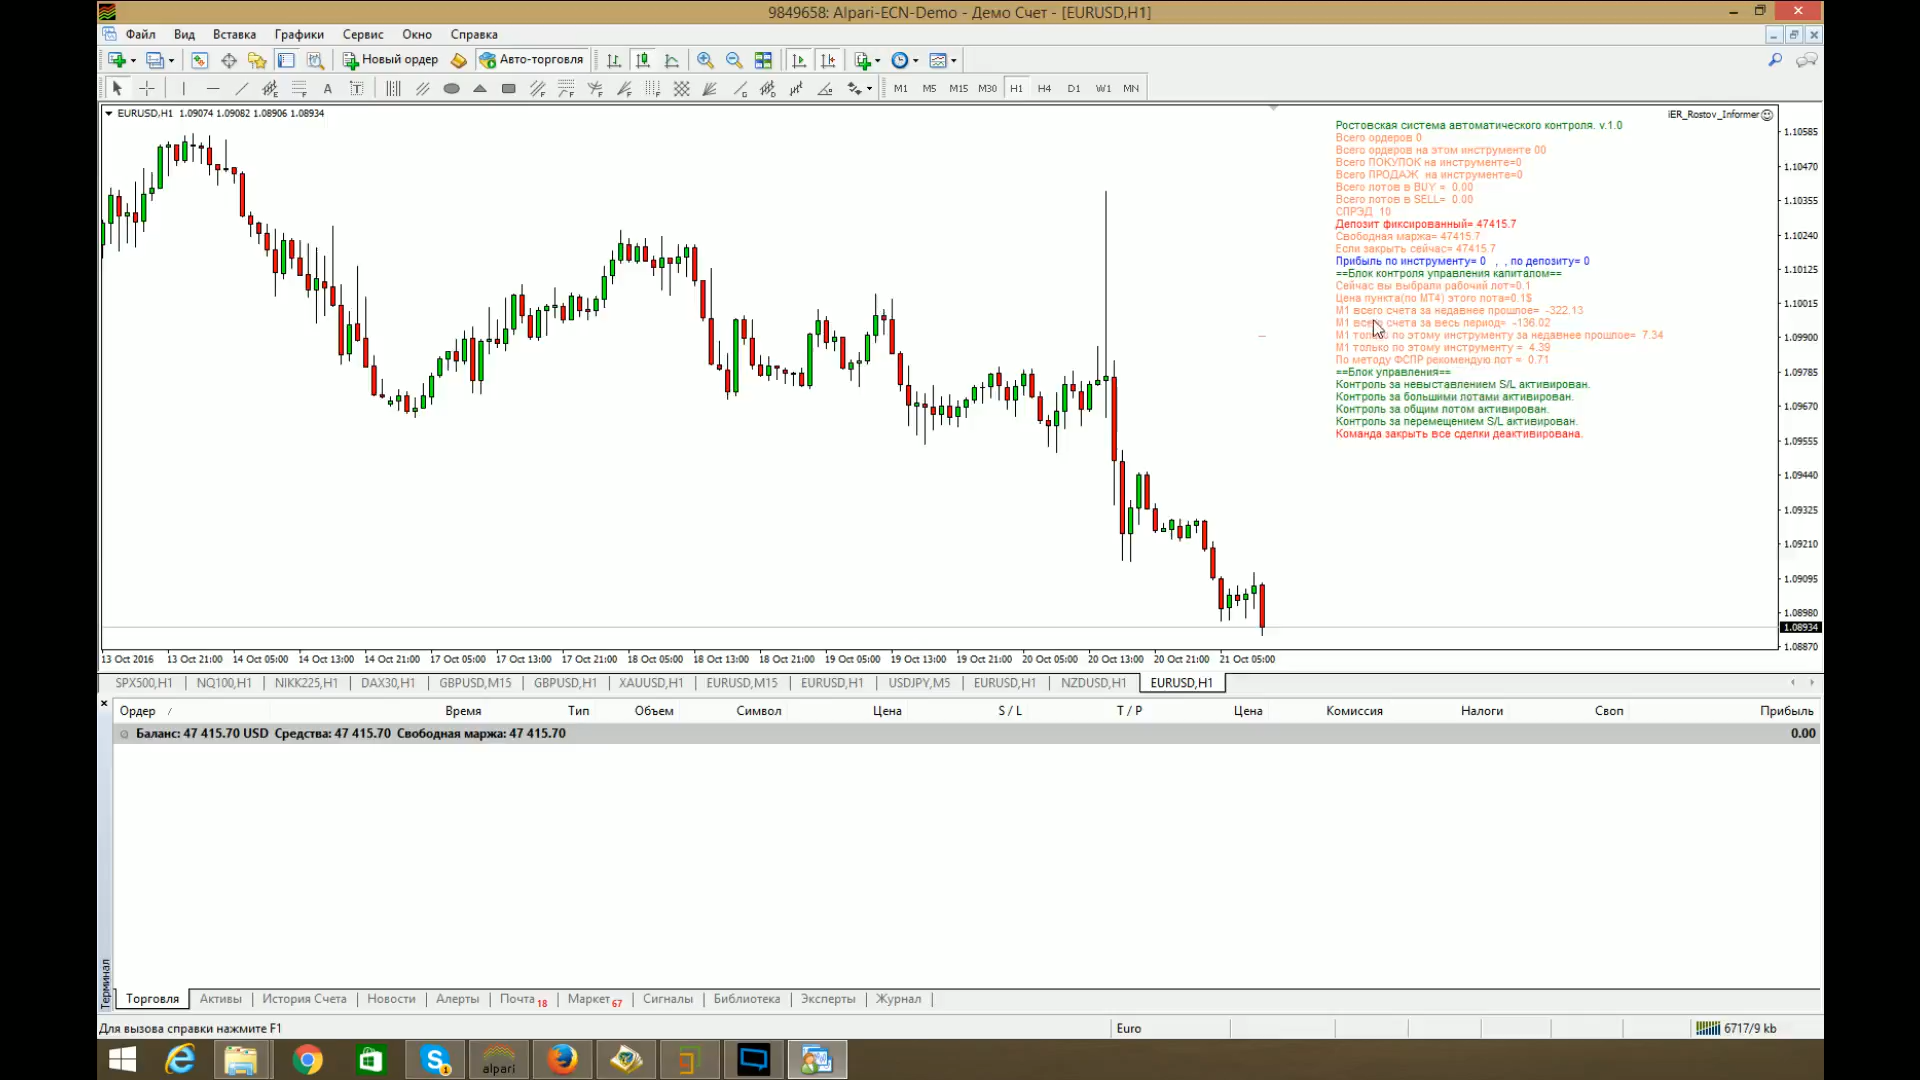 9849658: Alpari-ECN-Demo - Демо Счет - [EURUSD,H1]
Файл Вид Вставка Графики Сервис Окно Справка
Новый ордер Авто-торговля
A T M1 M5 M15 M30 H1 H4 D1 W1 MN
EURUSD,H1 1.09074 1.09082 1.08906 1.08934
iER_Rostov_Informer
Ростовская система автоматического контроля. v.1.0
Всего ордеров 0
Всего ордеров на этом инструменте 00
Всего ПОКУПОК на инструменте=0
Всего ПРОДАЖ на инструменте=0
Всего лотов в BUY = 0.00
Всего лотов в SELL= 0.00
СПРЭД 10
Депозит фиксированный= 47415.7
Свободная маржа= 47415.7
Если закрыть сейчас= 47415.7
Прибыль по инструменту= 0 , , по депозиту= 0
==Блок контроля управления капиталом==
Сейчас вы выбрали рабочий лот=0.1
Цена пункта(по МТ4) этого лота=0.1$
М1 всего счета за недавнее прошлое= -322.13
М1 всего счета за весь период= -136.02
М1 только по этому инструменту за недавнее прошлое= 7.34
М1 только по этому инструменту = 4.39
По методу ФСПР рекомендую лот = 0.71
==Блок управления==
Контроль за невыставлением S/L активирован.
Контроль за большими лотами активирован.
Контроль за общим лотом активирован.
Контроль за перемещением S/L активирован.
Команда закрыть все сделки деактивирована.
1.10585
1.10470
1.10355
1.10240
1.10125
1.10015
1.09900
1.09785
1.09670
1.09555
1.09440
1.09325
1.09210
1.09095
1.08980
1.08934
1.08870
13 Oct 2016 13 Oct 21:00 14 Oct 05:00 14 Oct 13:00 14 Oct 21:00 17 Oct 05:00 17 Oct 13:00 17 Oct 21:00 18 Oct 05:00 18 Oct 13:00 18 Oct 21:00 19 Oct 05:00 19 Oct 13:00 19 Oct 21:00 20 Oct 05:00 20 Oct 13:00 20 Oct 21:00 21 Oct 05:00
SPX500,H1 NQ100,H1 NIKK225,H1 DAX30,H1 GBPUSD,M15 GBPUSD,H1 XAUUSD,H1 EURUSD,M15 EURUSD,H1 USDJPY,M5 EURUSD,H1 NZDUSD,H1 EURUSD,H1
Ордер / Время Тип Объем Символ Цена S / L T / P Цена Комиссия Налоги Своп Прибыль
Баланс: 47 415.70 USD Средства: 47 415.70 Свободная маржа: 47 415.70 0.00
Терминал
Торговля Активы История Счета Новости Алерты Почта 18 Маркет 67 Сигналы Библиотека Эксперты Журнал
Для вызова справки нажмите F1 Euro 6717/9 kb
alpari